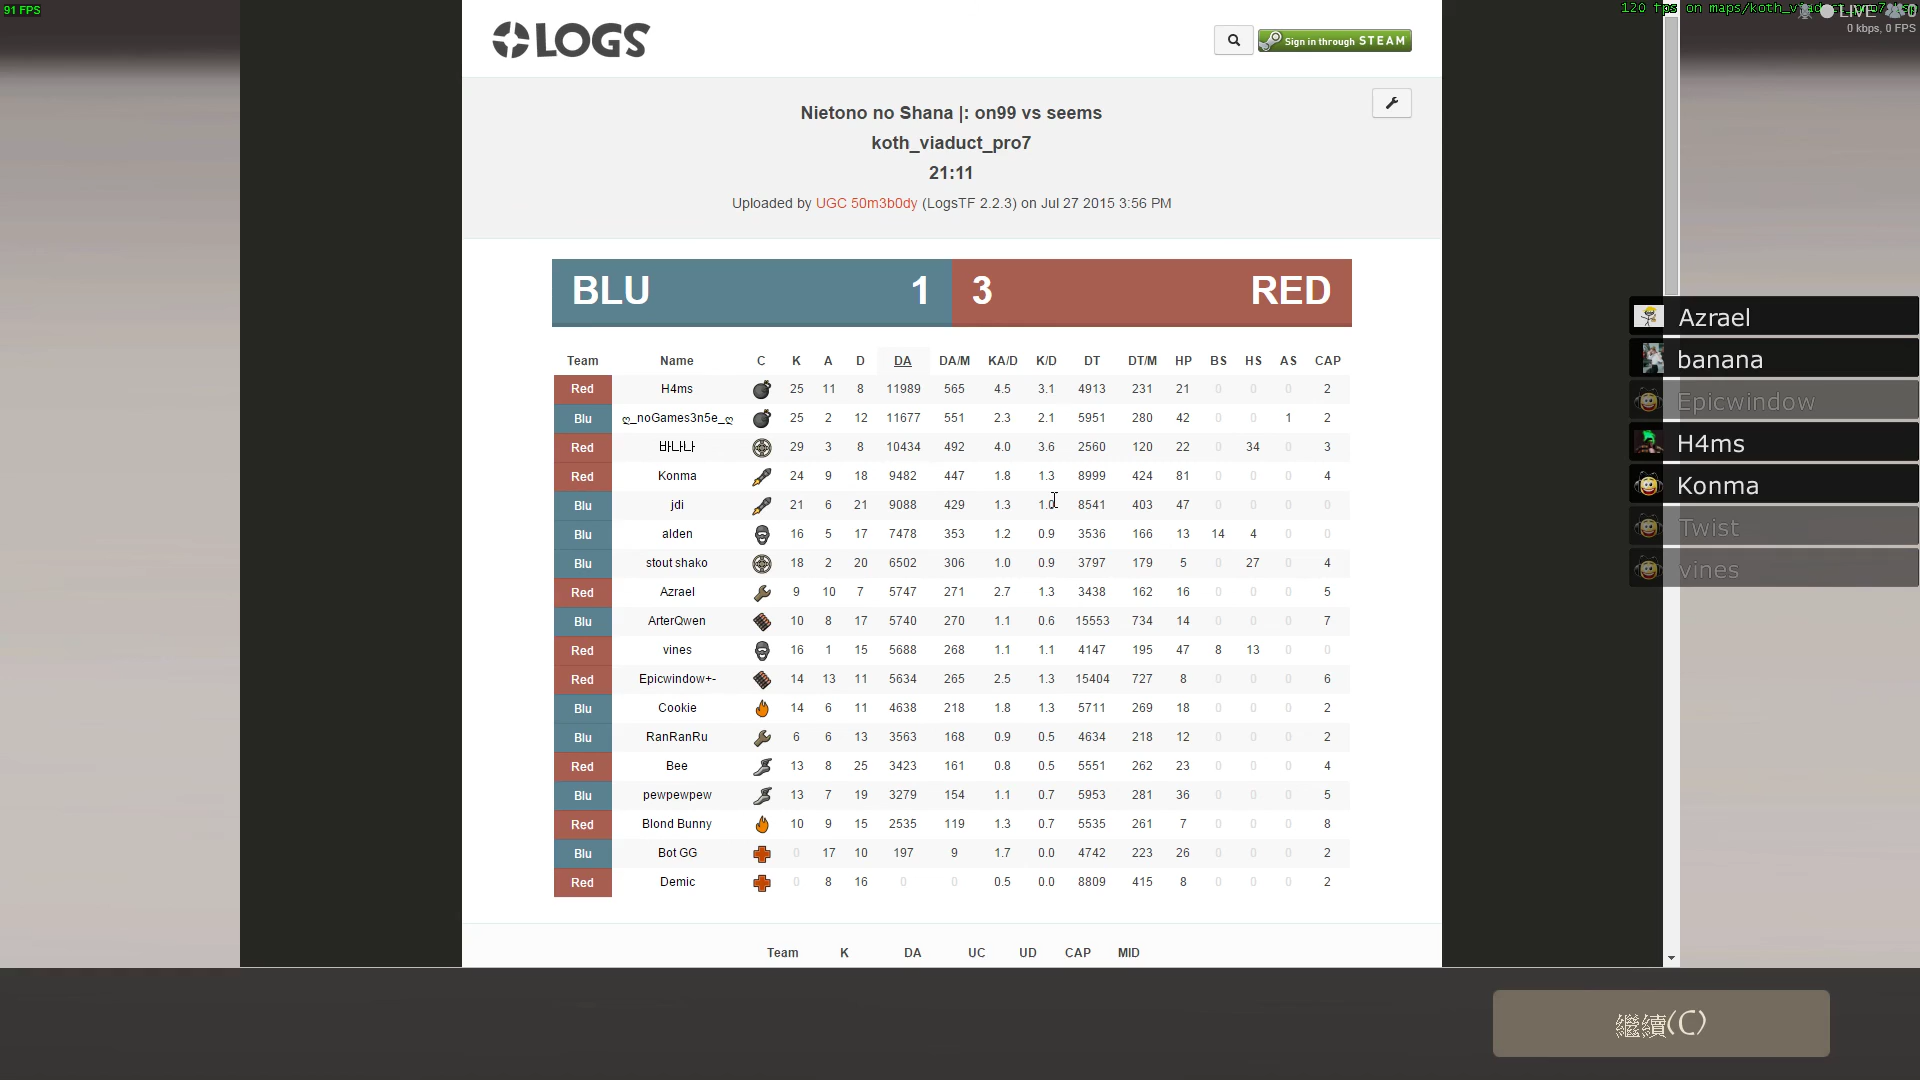 91 FPS
120 fps on maps/koth_viaduct_pro7
LIVE 0
0 kbps, 0 FPS
LOGS
Sign in through STEAM
Nietono no Shana |: on99 vs seems
koth_viaduct_pro7
21:11
Uploaded by UGC 50m3b0dy (LogsTF 2.2.3) on Jul 27 2015 3:56 PM
BLU 1 3 RED
Team Name C K A D DA DA/M KA/D K/D DT DT/M HP BS HS AS CAP
Red H4ms 25 11 8 11989 565 4.5 3.1 4913 231 21 0 0 0 2
Blu ღ_noGames3n5e_ღ 25 2 12 11677 551 2.3 2.1 5951 280 42 0 0 1 2
Red 바나나 29 3 8 10434 492 4.0 3.6 2560 120 22 0 34 0 3
Red Konma 24 9 18 9482 447 1.8 1.3 8999 424 81 0 0 0 4
Blu jdi 21 6 21 9088 429 1.3 1.0 8541 403 47 0 0 0 0
Blu alden 16 5 17 7478 353 1.2 0.9 3536 166 13 14 4 0 0
Blu stout shako 18 2 20 6502 306 1.0 0.9 3797 179 5 0 27 0 4
Red Azrael 9 10 7 5747 271 2.7 1.3 3438 162 16 0 0 0 5
Blu ArterQwen 10 8 17 5740 270 1.1 0.6 15553 734 14 0 0 0 7
Red vines 16 1 15 5688 268 1.1 1.1 4147 195 47 8 13 0 0
Red Epicwindow+- 14 13 11 5634 265 2.5 1.3 15404 727 8 0 0 0 6
Blu Cookie 14 6 11 4638 218 1.8 1.3 5711 269 18 0 0 0 2
Blu RanRanRu 6 6 13 3563 168 0.9 0.5 4634 218 12 0 0 0 2
Red Bee 13 8 25 3423 161 0.8 0.5 5551 262 23 0 0 0 4
Blu pewpewpew 13 7 19 3279 154 1.1 0.7 5953 281 36 0 0 0 5
Red Blond Bunny 10 9 15 2535 119 1.3 0.7 5535 261 7 0 0 0 8
Blu Bot GG 0 17 10 197 9 1.7 0.0 4742 223 26 0 0 0 2
Red Demic 0 8 16 0 0 0.5 0.0 8809 415 8 0 0 0 2
Team K DA UC UD CAP MID
Azrael
banana
Epicwindow
H4ms
Konma
Twist
vines
繼續(C)